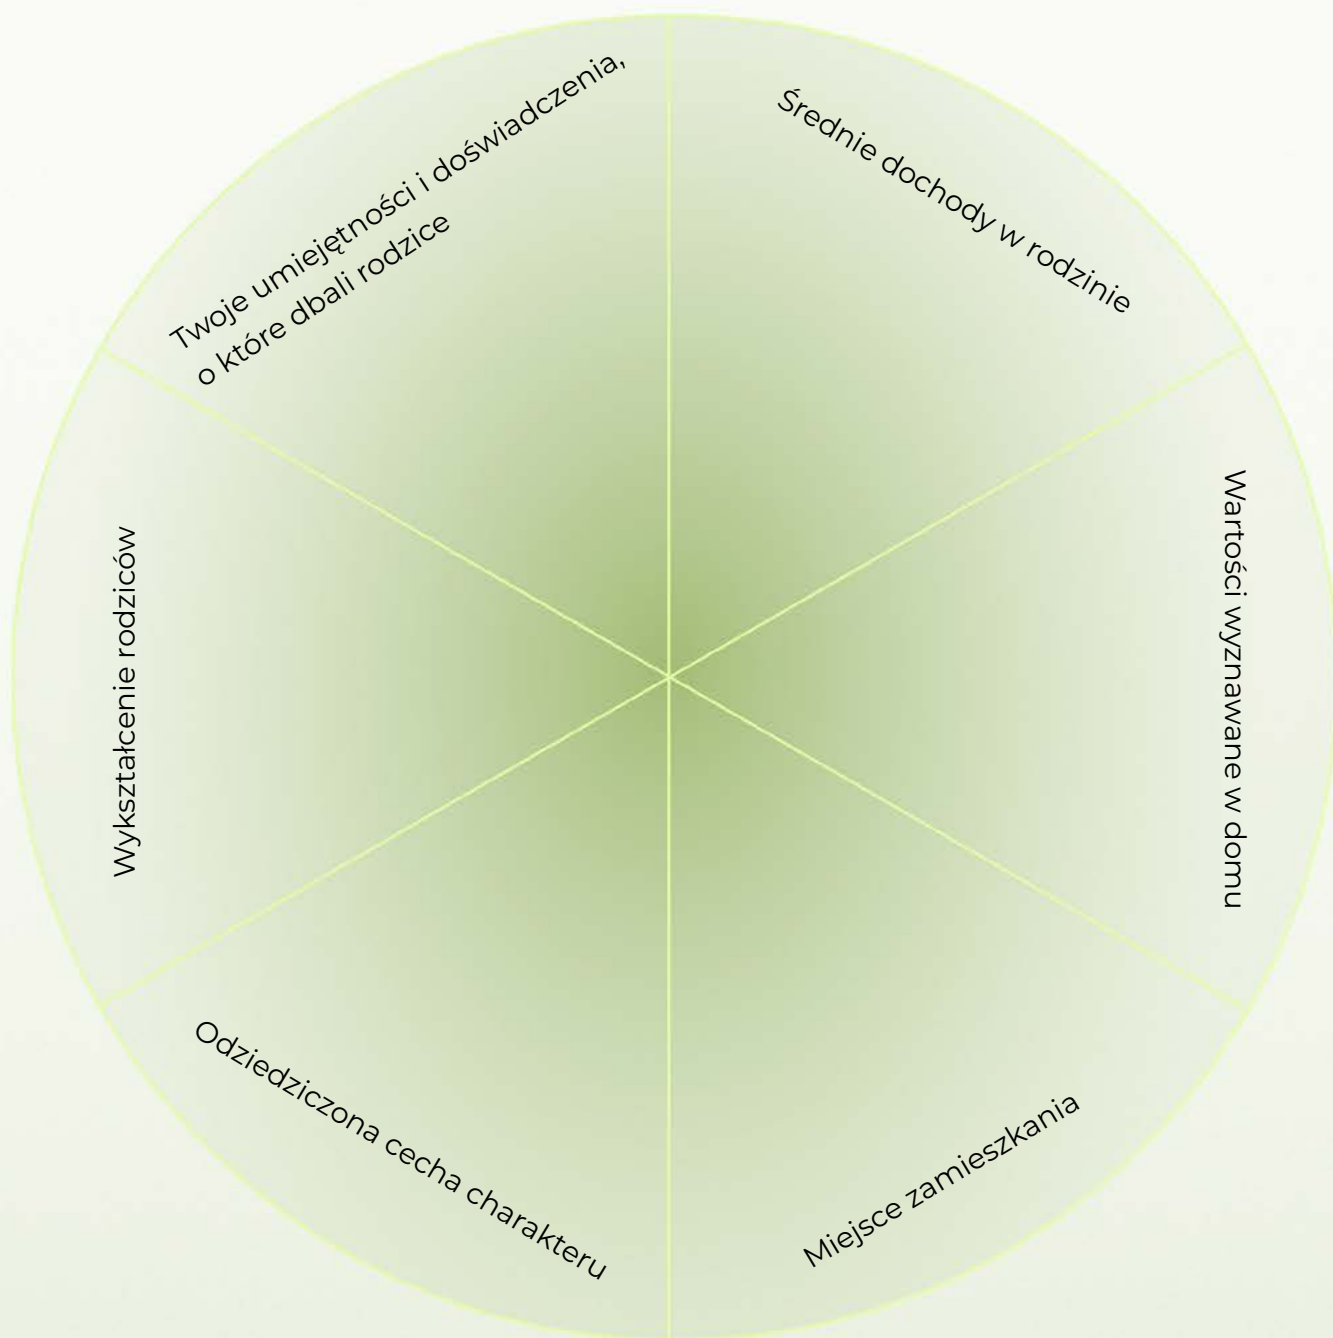 Twoje umiejętności i doświadczenia,
o które dbali rodzice
Średnie dochody w rodzinie
Wykształcenie rodziców
Wartości wyznawane w domu
Odziedziczona cecha charakteru
Miejsce zamieszkania